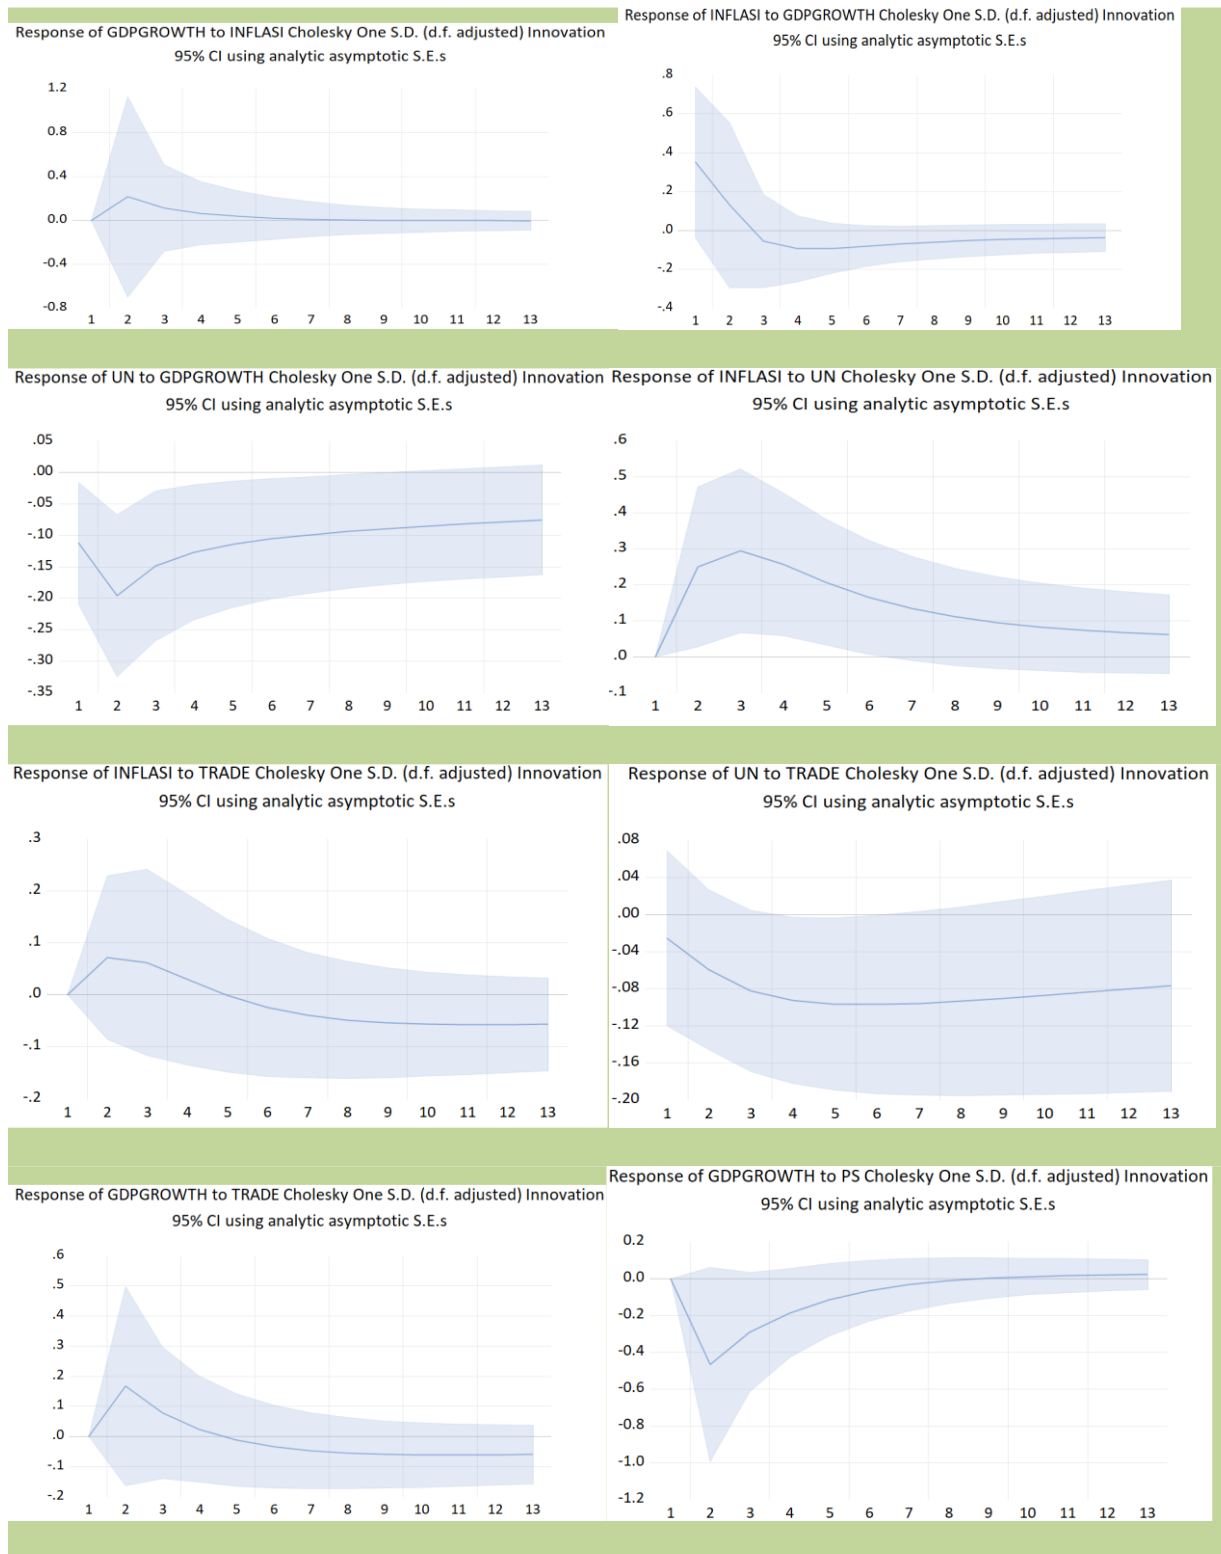 Response of GDPGROWTH to INFLASI Cholesky One S.D. (d.f. adjusted) Innovation
95% CI using analytic asymptotic S.E.s
1.2
0.8
0.4
0.0
-0.4
-0.8
1 2 3 4 5 6 7 8 9 10 11 12 13
Response of INFLASI to GDPGROWTH Cholesky One S.D. (d.f. adjusted) Innovation
95% CI using analytic asymptotic S.E.s
.8
.6
.4
.2
.0
-.2
-.4
1 2 3 4 5 6 7 8 9 10 11 12 13
Response of UN to GDPGROWTH Cholesky One S.D. (d.f. adjusted) Innovation
95% CI using analytic asymptotic S.E.s
.05
.00
-.05
-.10
-.15
-.20
-.25
-.30
-.35
1 2 3 4 5 6 7 8 9 10 11 12 13
Response of INFLASI to UN Cholesky One S.D. (d.f. adjusted) Innovation
95% CI using analytic asymptotic S.E.s
.6
.5
.4
.3
.2
.1
.0
-.1
1 2 3 4 5 6 7 8 9 10 11 12 13
Response of INFLASI to TRADE Cholesky One S.D. (d.f. adjusted) Innovation
95% CI using analytic asymptotic S.E.s
.3
.2
.1
.0
-.1
-.2
1 2 3 4 5 6 7 8 9 10 11 12 13
Response of UN to TRADE Cholesky One S.D. (d.f. adjusted) Innovation
95% CI using analytic asymptotic S.E.s
.08
.04
.00
-.04
-.08
-.12
-.16
-.20
1 2 3 4 5 6 7 8 9 10 11 12 13
Response of GDPGROWTH to TRADE Cholesky One S.D. (d.f. adjusted) Innovation
95% CI using analytic asymptotic S.E.s
.6
.5
.4
.3
.2
.1
.0
-.1
-.2
1 2 3 4 5 6 7 8 9 10 11 12 13
Response of GDPGROWTH to PS Cholesky One S.D. (d.f. adjusted) Innovation
95% CI using analytic asymptotic S.E.s
0.2
0.0
-0.2
-0.4
-0.6
-0.8
-1.0
-1.2
1 2 3 4 5 6 7 8 9 10 11 12 13